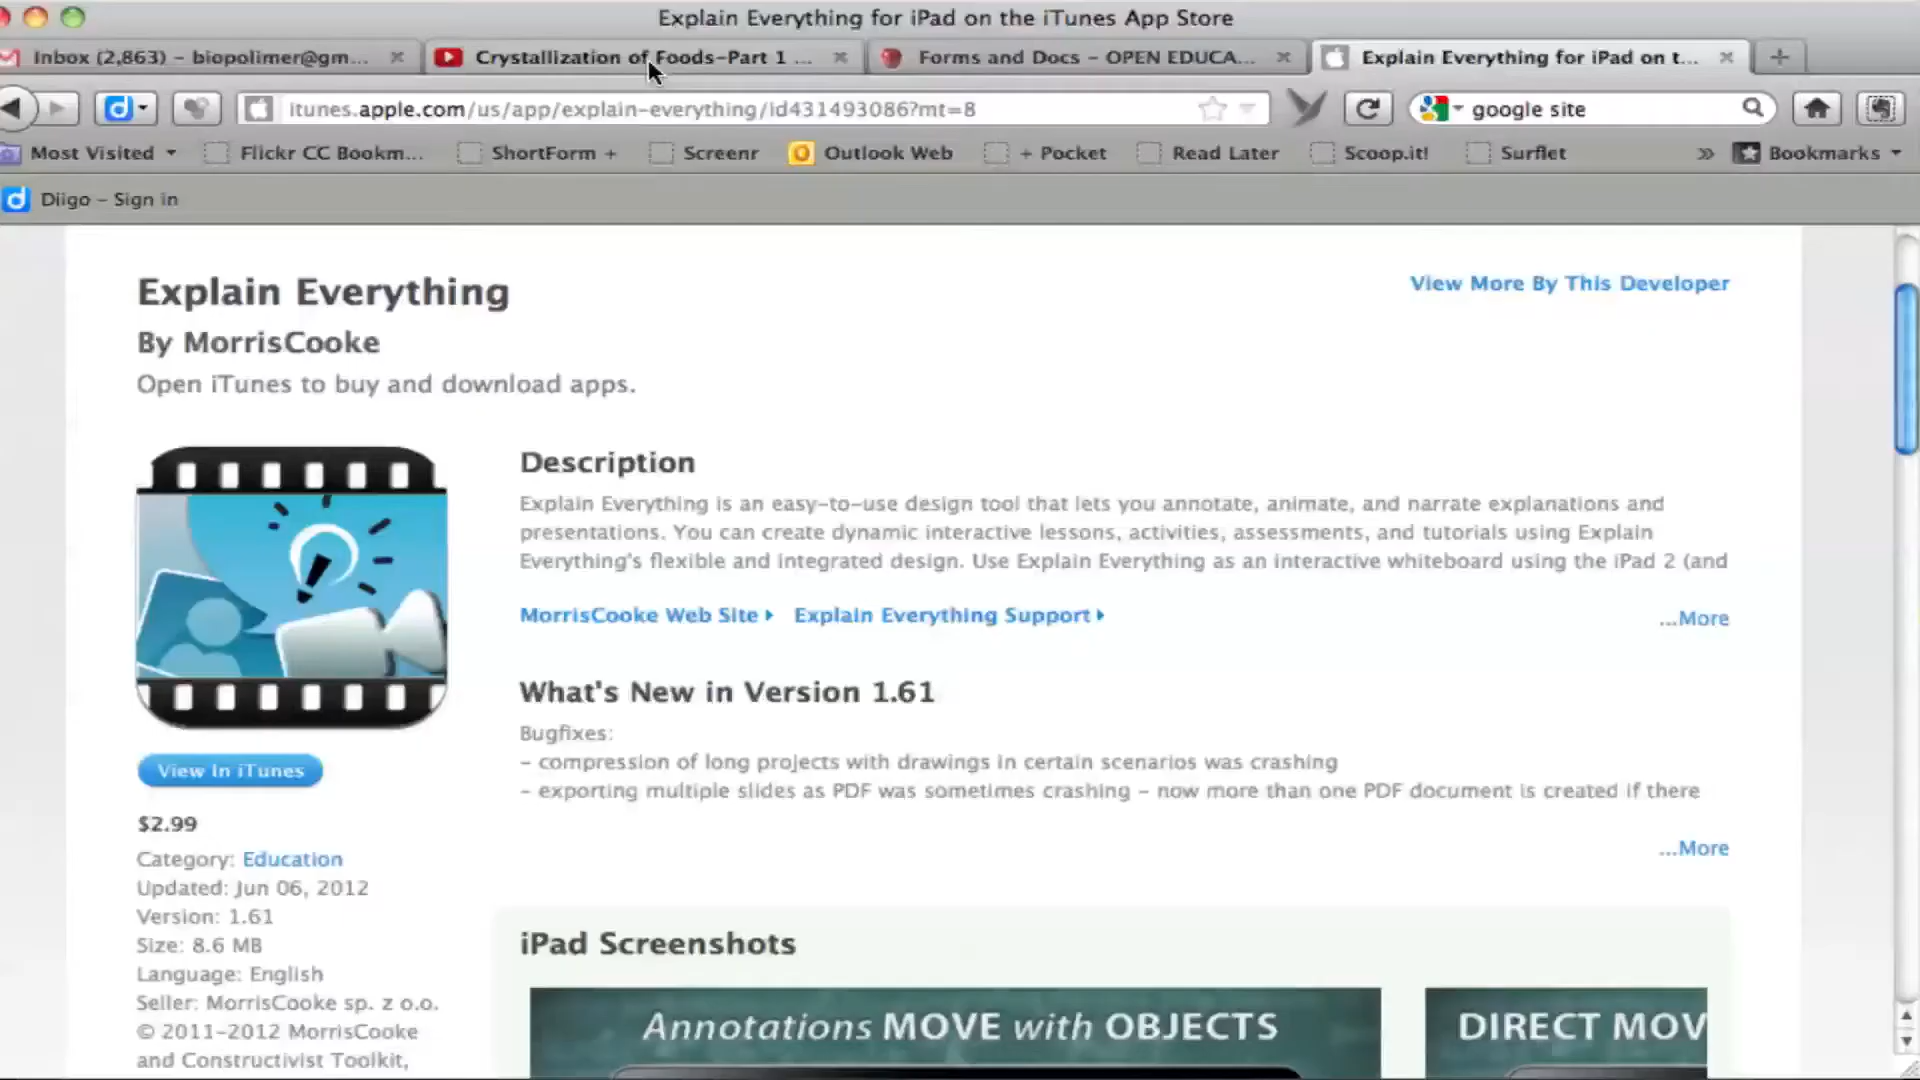 Explain Everything for iPad on the iTunes App Store
Inbox (2,863) – biopolimer@gm...
Crystallization of Foods-Part 1 ...
Forms and Docs – OPEN EDUCA...
Explain Everything for iPad on t...
itunes.apple.com/us/app/explain-everything/id431493086?mt=8
google site
Most Visited
Flickr CC Bookm...
ShortForm +
Screenr
Outlook Web
+ Pocket
Read Later
Scoop.it!
Surflet
»
Bookmarks
Diigo – Sign in
Explain Everything
View More By This Developer
By MorrisCooke
Open iTunes to buy and download apps.
Description
Explain Everything is an easy-to-use design tool that lets you annotate, animate, and narrate explanations and
presentations. You can create dynamic interactive lessons, activities, assessments, and tutorials using Explain
Everything's flexible and integrated design. Use Explain Everything as an interactive whiteboard using the iPad 2 (and
MorrisCooke Web Site
Explain Everything Support
...More
What's New in Version 1.61
Bugfixes:
– compression of long projects with drawings in certain scenarios was crashing
– exporting multiple slides as PDF was sometimes crashing – now more than one PDF document is created if there
...More
View In iTunes
$2.99
Category: Education
Updated: Jun 06, 2012
Version: 1.61
Size: 8.6 MB
Language: English
Seller: MorrisCooke sp. z o.o.
© 2011-2012 MorrisCooke
and Constructivist Toolkit,
iPad Screenshots
Annotations MOVE with OBJECTS
DIRECT MOV